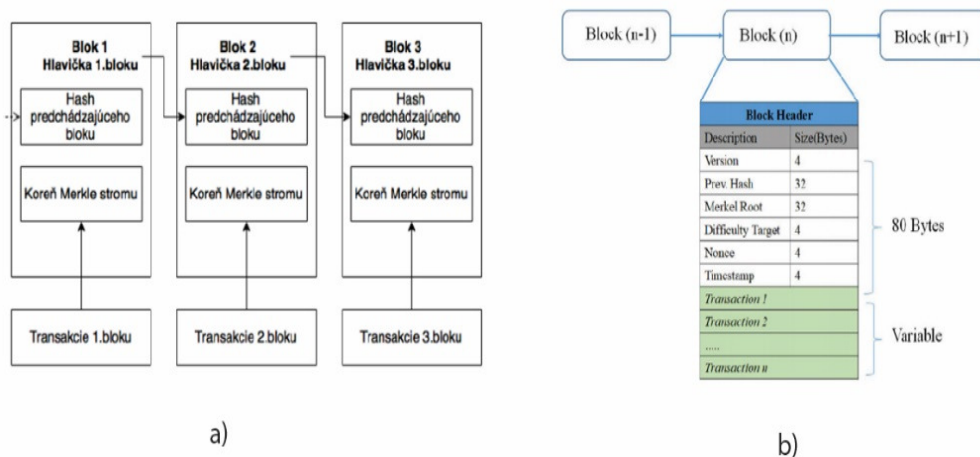 Blok 1
Hlavička 1.bloku
Hash
predchádzajúceho
bloku
Koreň Merkle stromu
Transakcie 1.bloku
Blok 2
Hlavička 2.bloku
Hash
predchádzajúceho
bloku
Koreň Merkle stromu
Transakcie 2.bloku
Blok 3
Hlavička 3.bloku
Hash
predchádzajúceho
bloku
Koreň Merkle stromu
Transakcie 3.bloku
a)
Block (n-1)
Block (n)
Block (n+1)
Block Header
Description Size(Bytes)
Version 4
Prev. Hash 32
Merkel Root 32
Difficulty Target 4
Nonce 4
Timestamp 4
80 Bytes
Transaction 1
Transaction 2
.....
Transaction n
Variable
b)